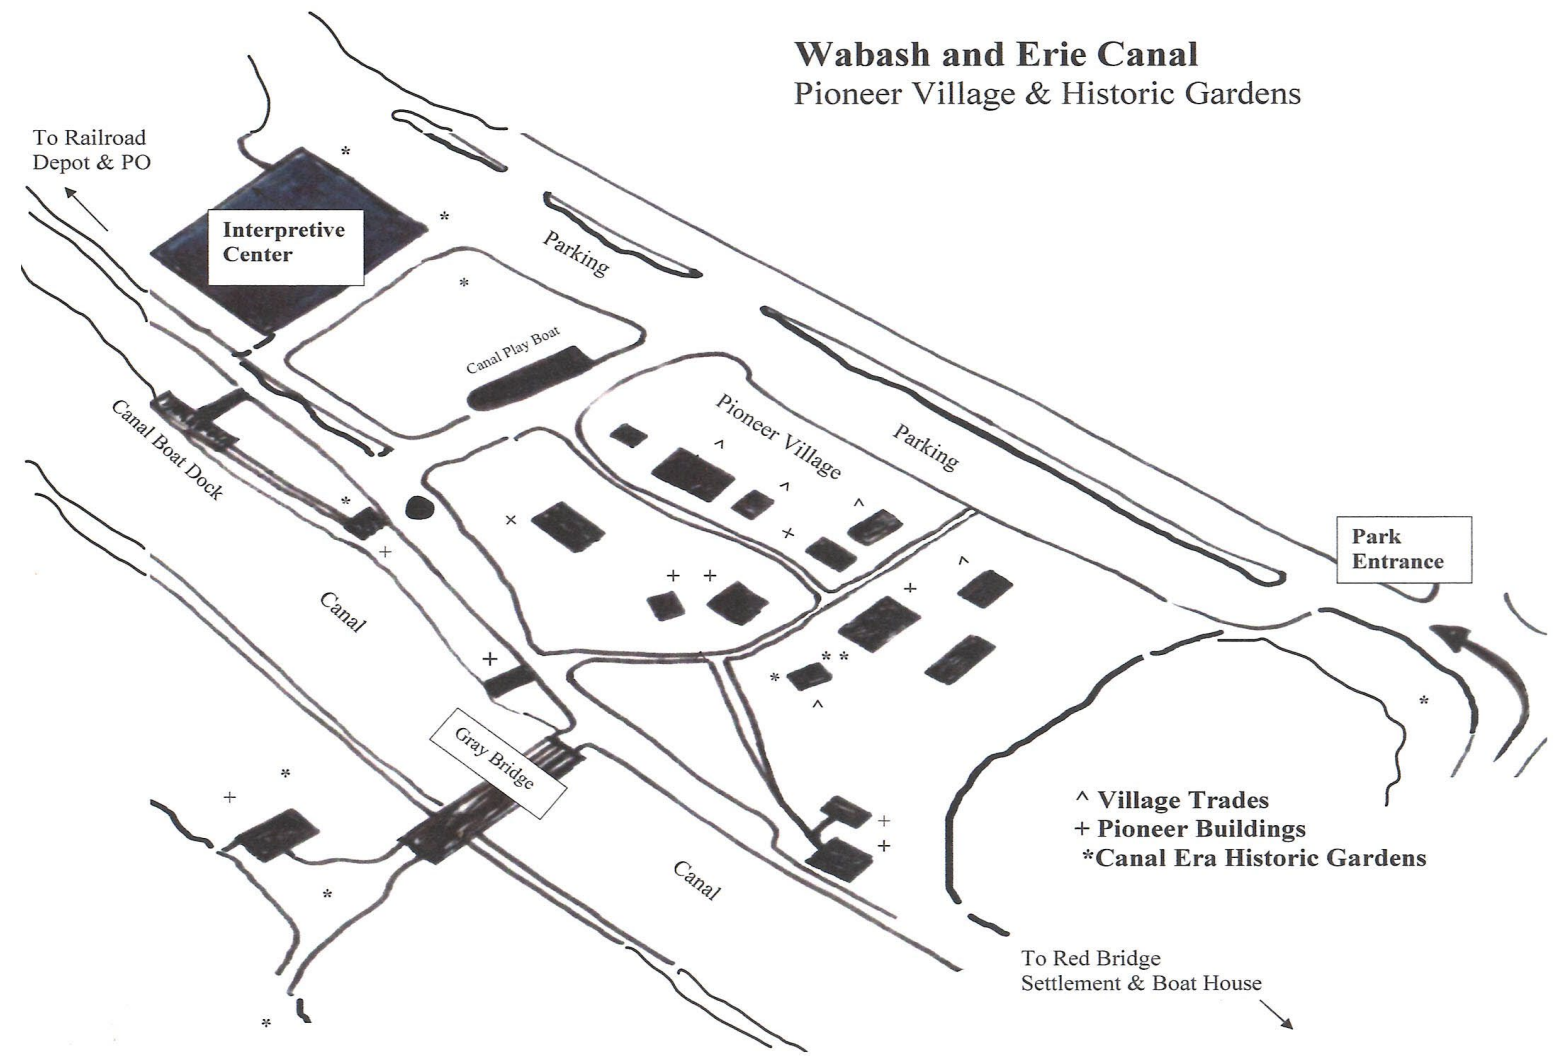 Wabash and Erie Canal
Pioneer Village & Historic Gardens
To Railroad
Depot & PO
Interpretive
Center
Parking
Canal Play Boat
Canal Boat Dock
Pioneer Village
Parking
Park
Entrance
Canal
Gray Bridge
Canal
^ Village Trades
+ Pioneer Buildings
*Canal Era Historic Gardens
To Red Bridge
Settlement & Boat House